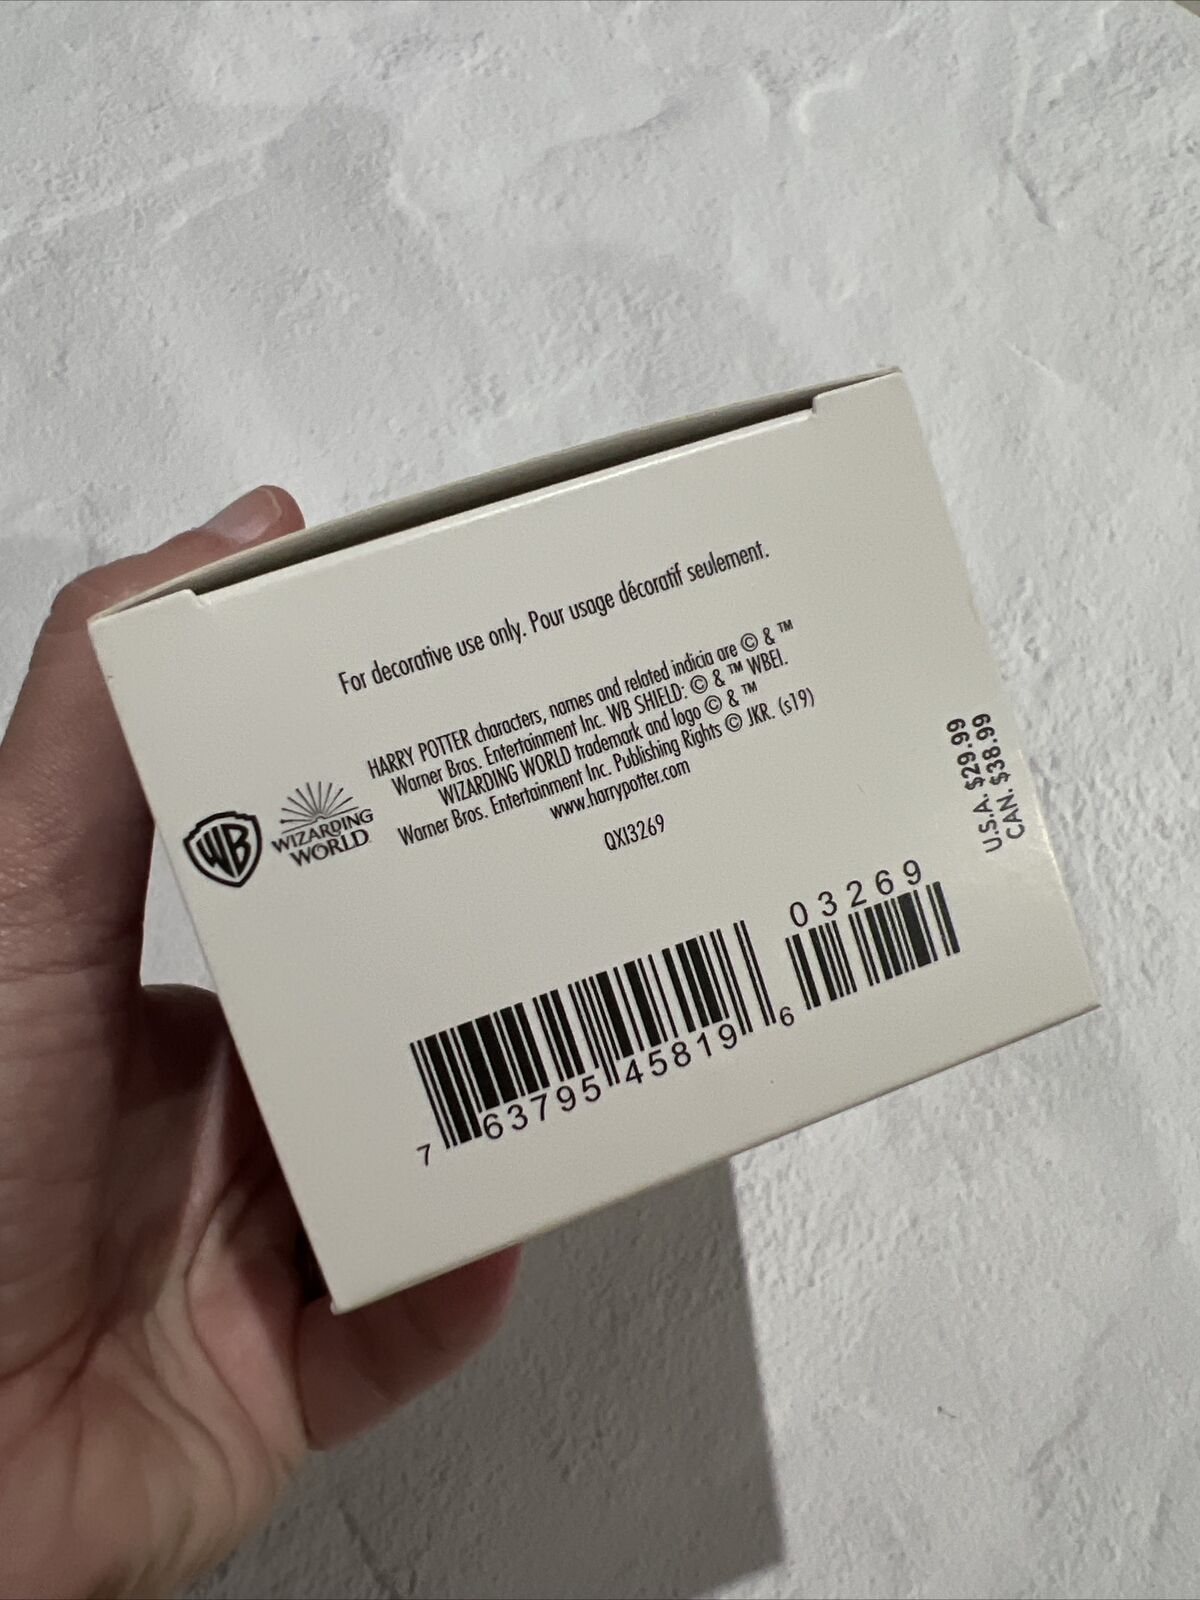 For decorative use only. Pour usage décoratif seulement.
HARRY POTTER characters, names and related indicia are © & ™
Warner Bros. Entertainment Inc. WB SHIELD: © & ™ WBEI.
WIZARDING WORLD trademark and logo © & ™
Warner Bros. Entertainment Inc. Publishing Rights © JKR. (s19)
www.harrypotter.com
QXI3269
WB
WIZARDING
WORLD
U.S.A. $29.99
CAN. $38.99
03269
7 63795 45819 6